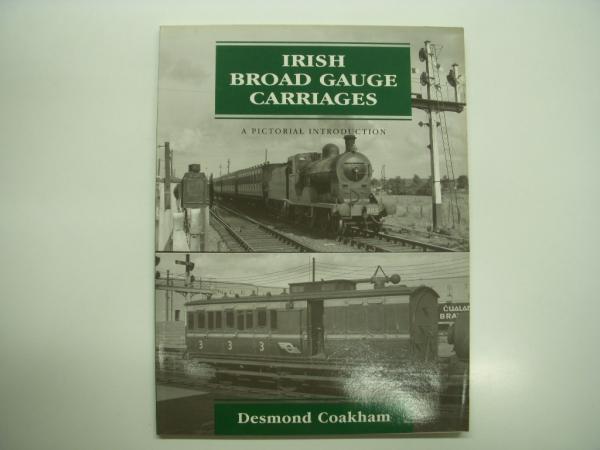 IRISH
BROAD GAUGE
CARRIAGES
A PICTORIAL INTRODUCTION
3 3 3
Desmond Coakham